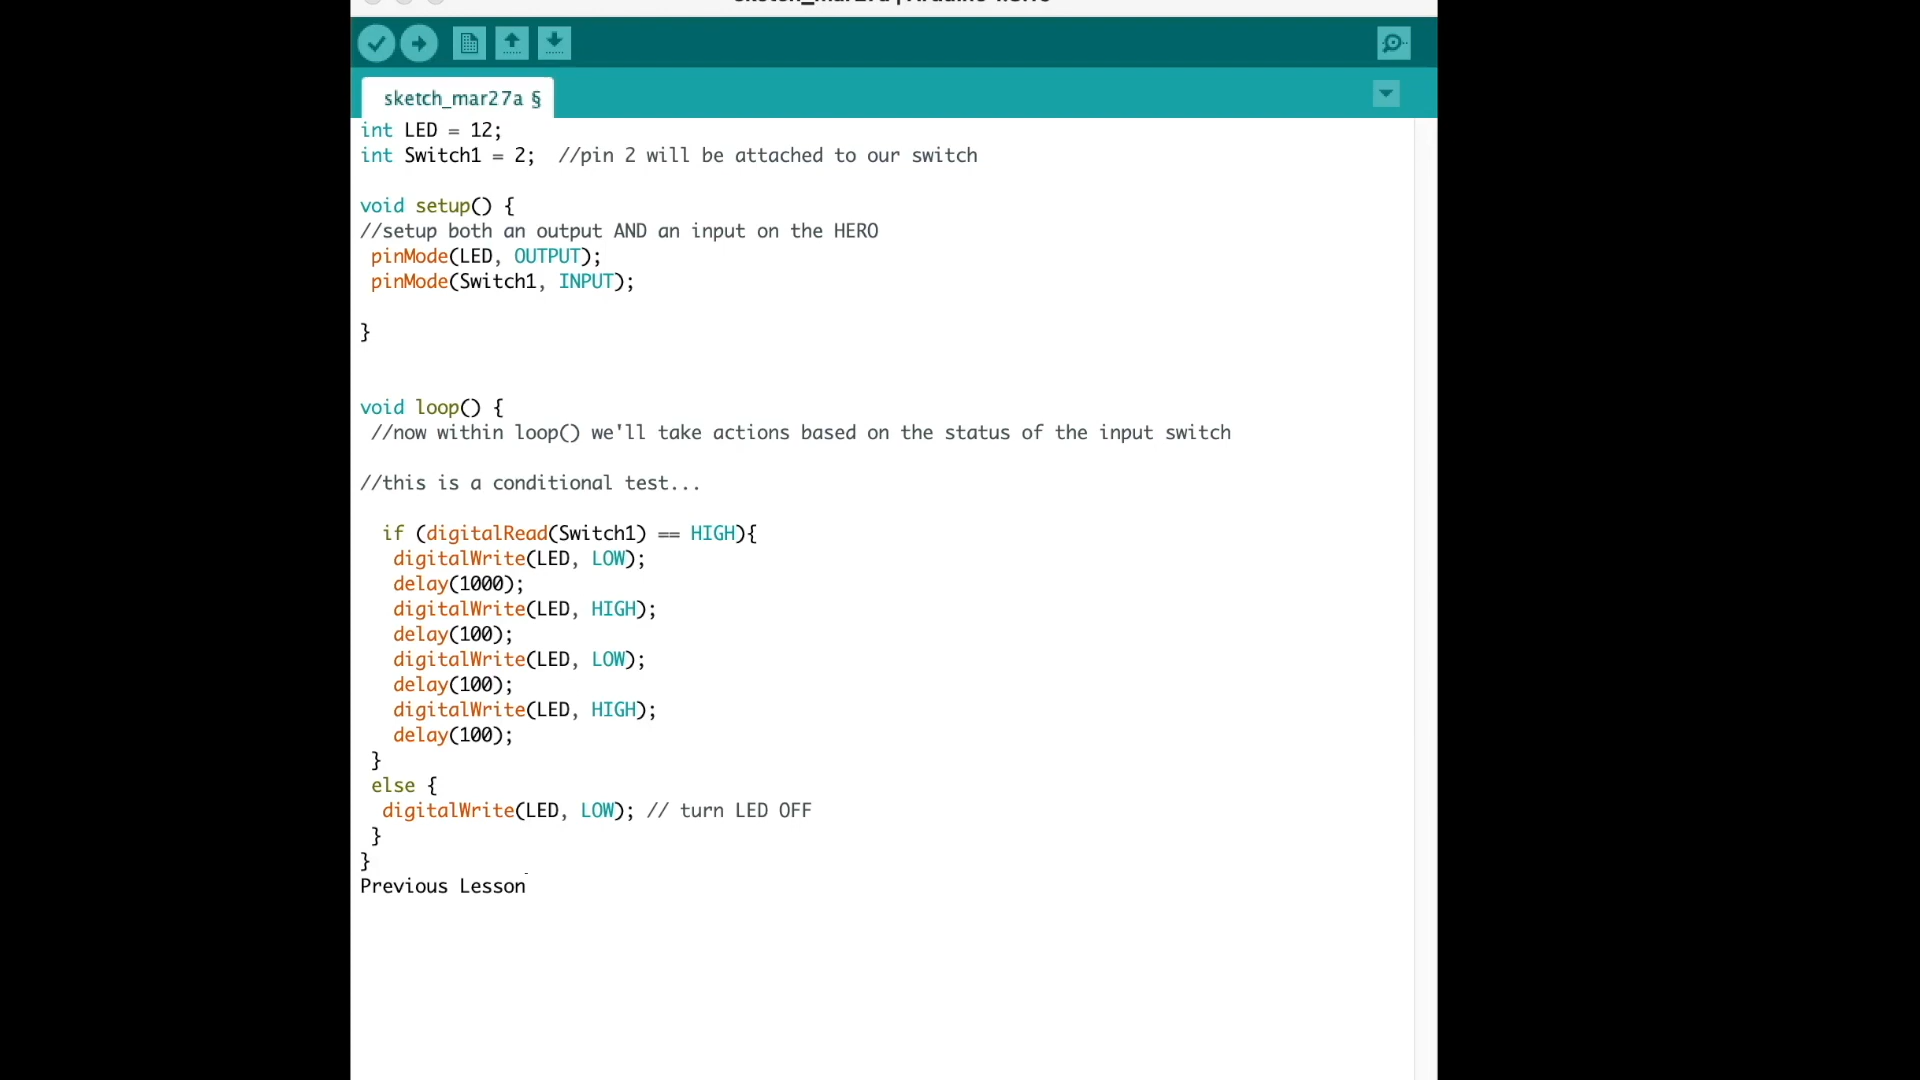 sketch_mar27a §
int LED = 12;
int Switch1 = 2;  //pin 2 will be attached to our switch
void setup() {
//setup both an output AND an input on the HERO
pinMode(LED, OUTPUT);
pinMode(Switch1, INPUT);
}
void loop() {
//now within loop() we'll take actions based on the status of the input switch
//this is a conditional test...
if (digitalRead(Switch1) == HIGH){
digitalWrite(LED, LOW);
delay(1000);
digitalWrite(LED, HIGH);
delay(100);
digitalWrite(LED, LOW);
delay(100);
digitalWrite(LED, HIGH);
delay(100);
}
else {
digitalWrite(LED, LOW); // turn LED OFF
}
}
Previous Lesson